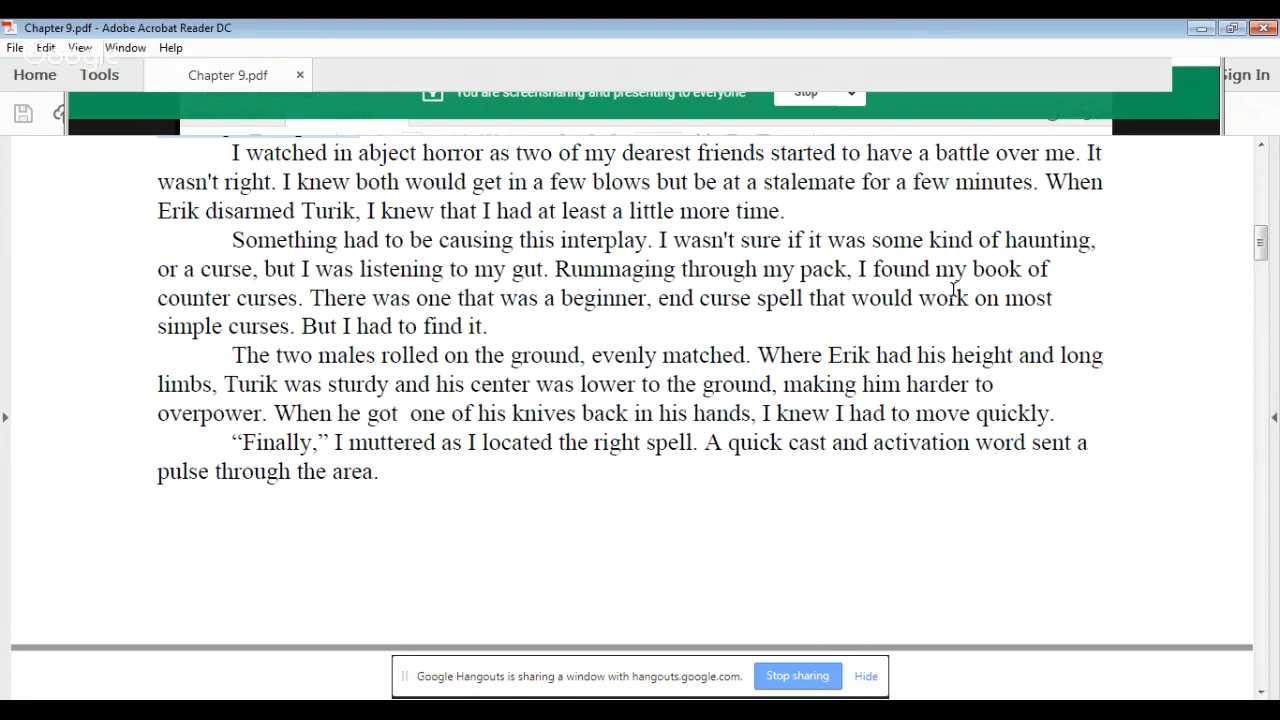 Chapter 9.pdf - Adobe Acrobat Reader DC
File Edit View Window Help
Google
Home Tools Chapter 9.pdf × Sign In
You are screensharing and presenting to everyone Stop
I watched in abject horror as two of my dearest friends started to have a battle over me. It
wasn't right. I knew both would get in a few blows but be at a stalemate for a few minutes. When
Erik disarmed Turik, I knew that I had at least a little more time.
Something had to be causing this interplay. I wasn't sure if it was some kind of haunting,
or a curse, but I was listening to my gut. Rummaging through my pack, I found my book of
counter curses. There was one that was a beginner, end curse spell that would work on most
simple curses. But I had to find it.
The two males rolled on the ground, evenly matched. Where Erik had his height and long
limbs, Turik was sturdy and his center was lower to the ground, making him harder to
overpower. When he got  one of his knives back in his hands, I knew I had to move quickly.
“Finally,” I muttered as I located the right spell. A quick cast and activation word sent a
pulse through the area.
Google Hangouts is sharing a window with hangouts.google.com. Stop sharing Hide